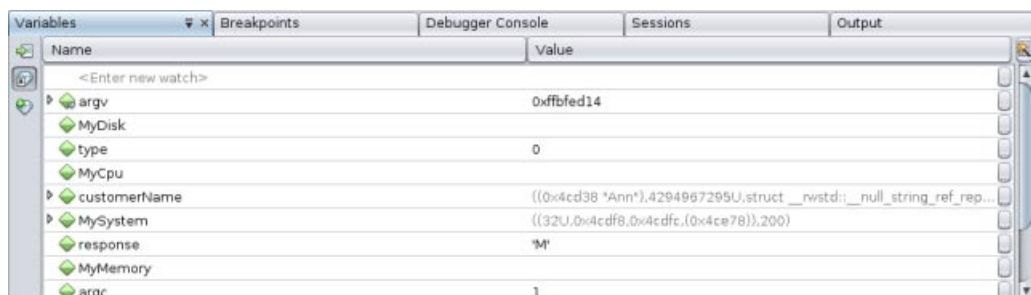 Variables Breakpoints Debugger Console Sessions Output
Name Value
<Enter new watch>
argv 0xffbfed14
MyDisk
type 0
MyCpu
customerName ((0x4cd38 "Ann"),4294967295U,struct __rwstd::__null_string_ref_rep...
MySystem ((32U,0x4cdf8,0x4cdfc,(0x4ce78)),200)
response 'M'
MyMemory
argc 1